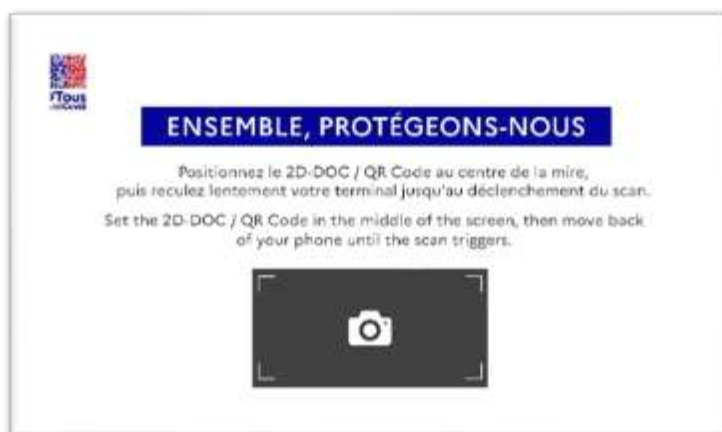 #Tous
ENSEMBLE, PROTÉGEONS-NOUS
Positionnez le 2D-DOC / QR Code au centre de la mire,
puis reculez lentement votre terminal jusqu'au déclenchement du scan.
Set the 2D-DOC / QR Code in the middle of the screen, then move back
of your phone until the scan triggers.